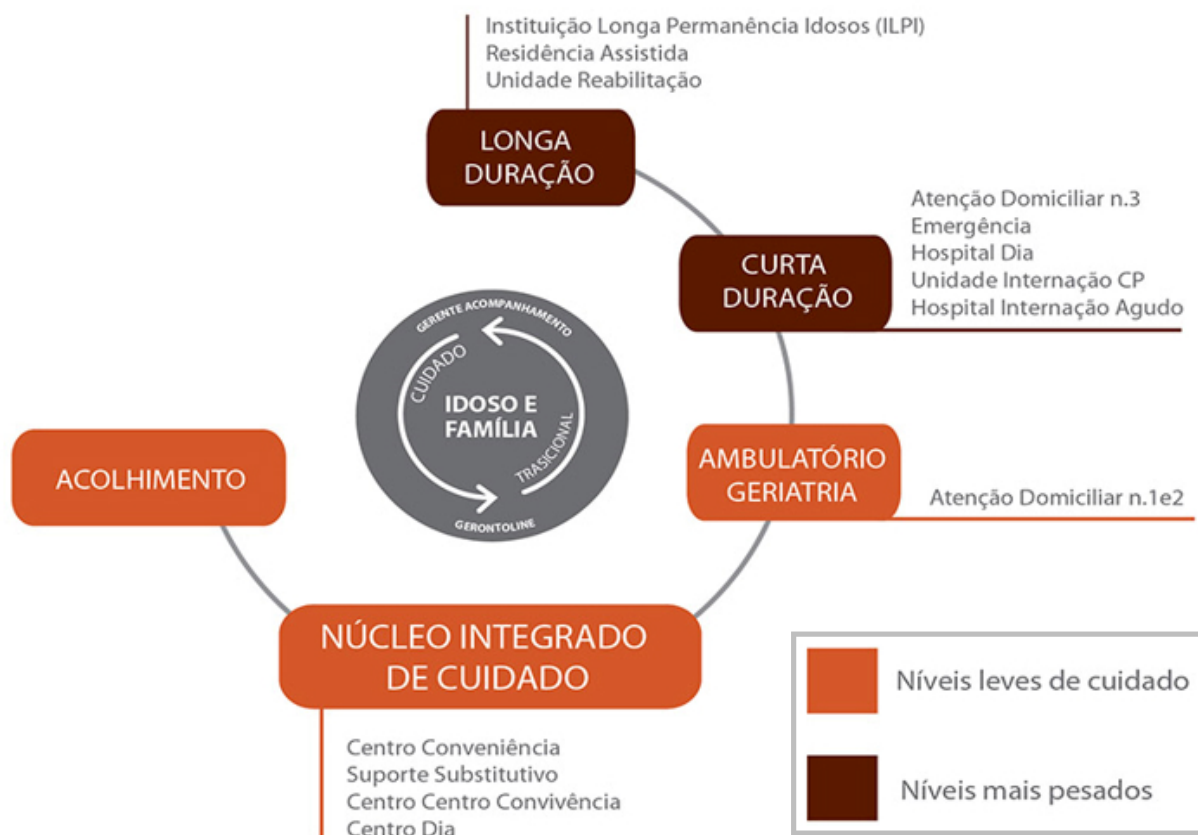 Instituição Longa Permanência Idosos (ILPI)
Residência Assistida
Unidade Reabilitação
LONGA
DURAÇÃO
Atenção Domiciliar n.3
Emergência
Hospital Dia
Unidade Internação CP
Hospital Internação Agudo
CURTA
DURAÇÃO
GERENTE ACOMPANHAMENTO
CUIDADO
IDOSO E
FAMÍLIA
TRASICIONAL
GERONTOLINE
ACOLHIMENTO
AMBULATÓRIO
GERIATRIA
Atenção Domiciliar n.1e2
NÚCLEO INTEGRADO
DE CUIDADO
Centro Conveniência
Suporte Substitutivo
Centro Centro Convivência
Centro Dia
Níveis leves de cuidado
Níveis mais pesados